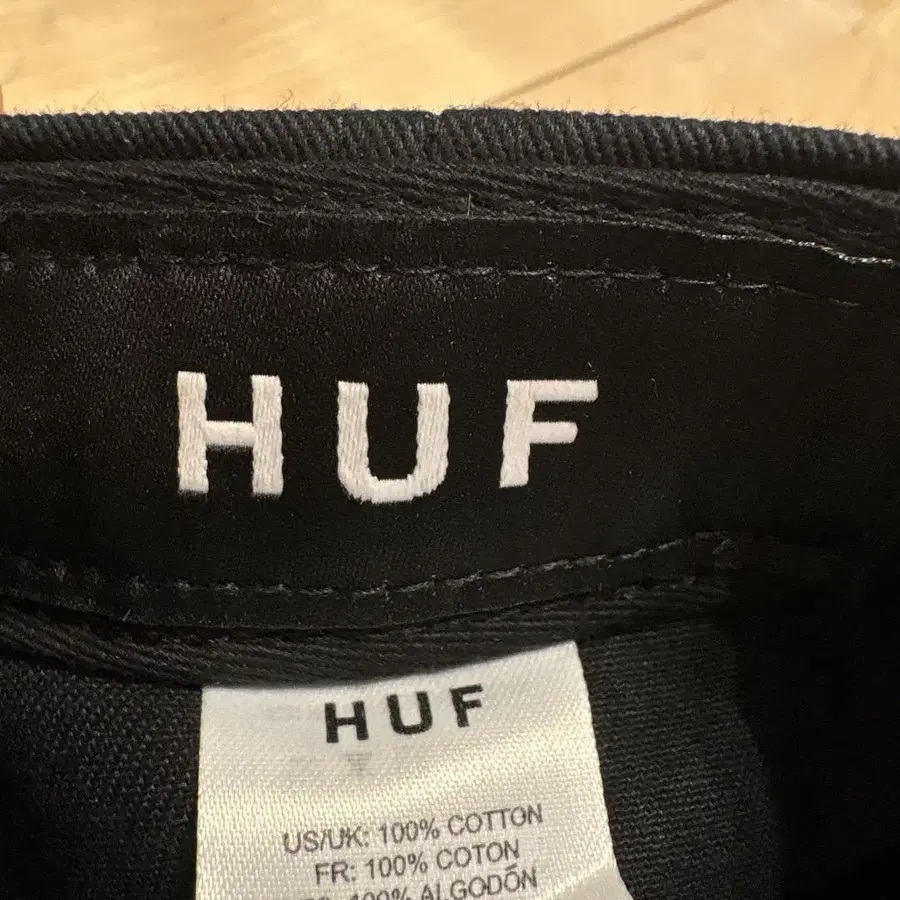 HUF
HUF
US/UK: 100% COTTON
FR: 100% COTON
100% ALGODÓN